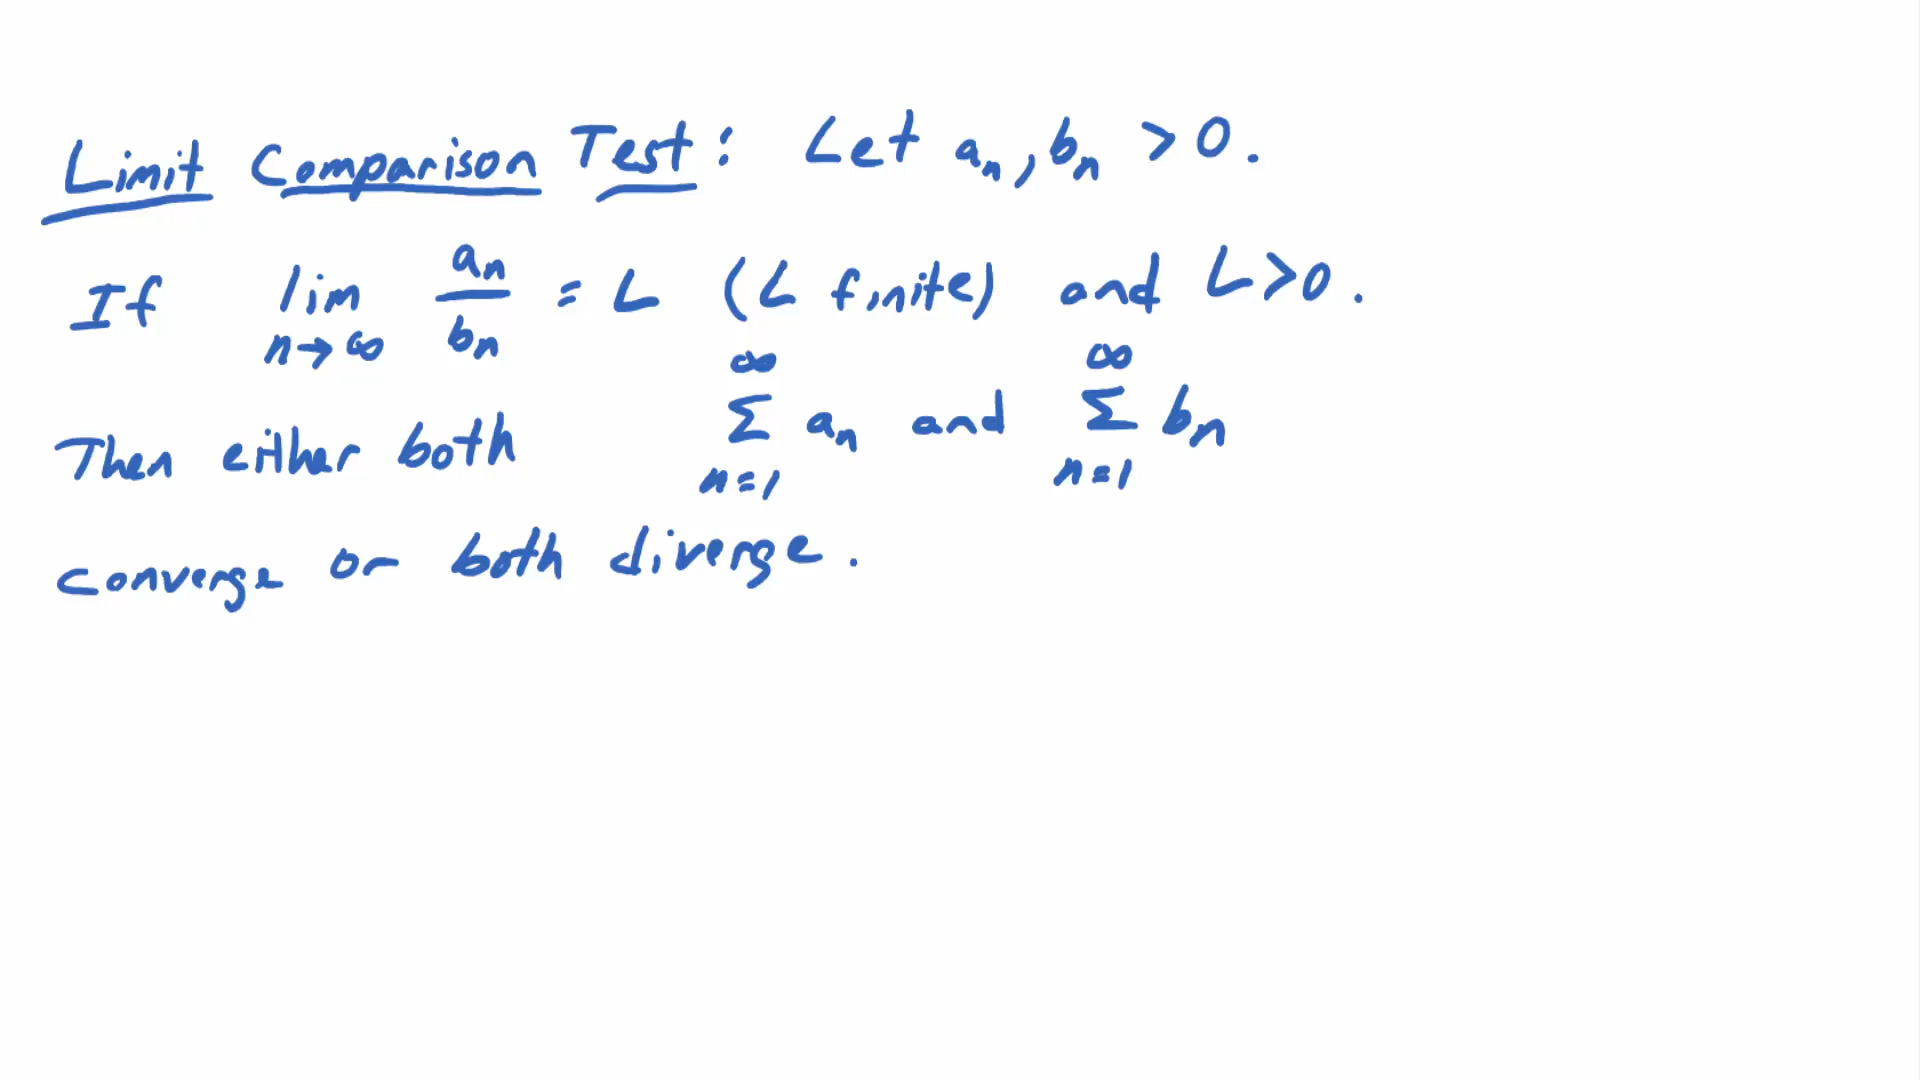 Limit Comparison Test: Let aₙ, bₙ > 0.
If lim n→∞ aₙ/bₙ = L (L finite) and L > 0.
Then either both ∞ Σ n=1 aₙ and ∞ Σ n=1 bₙ
converge or both diverge.